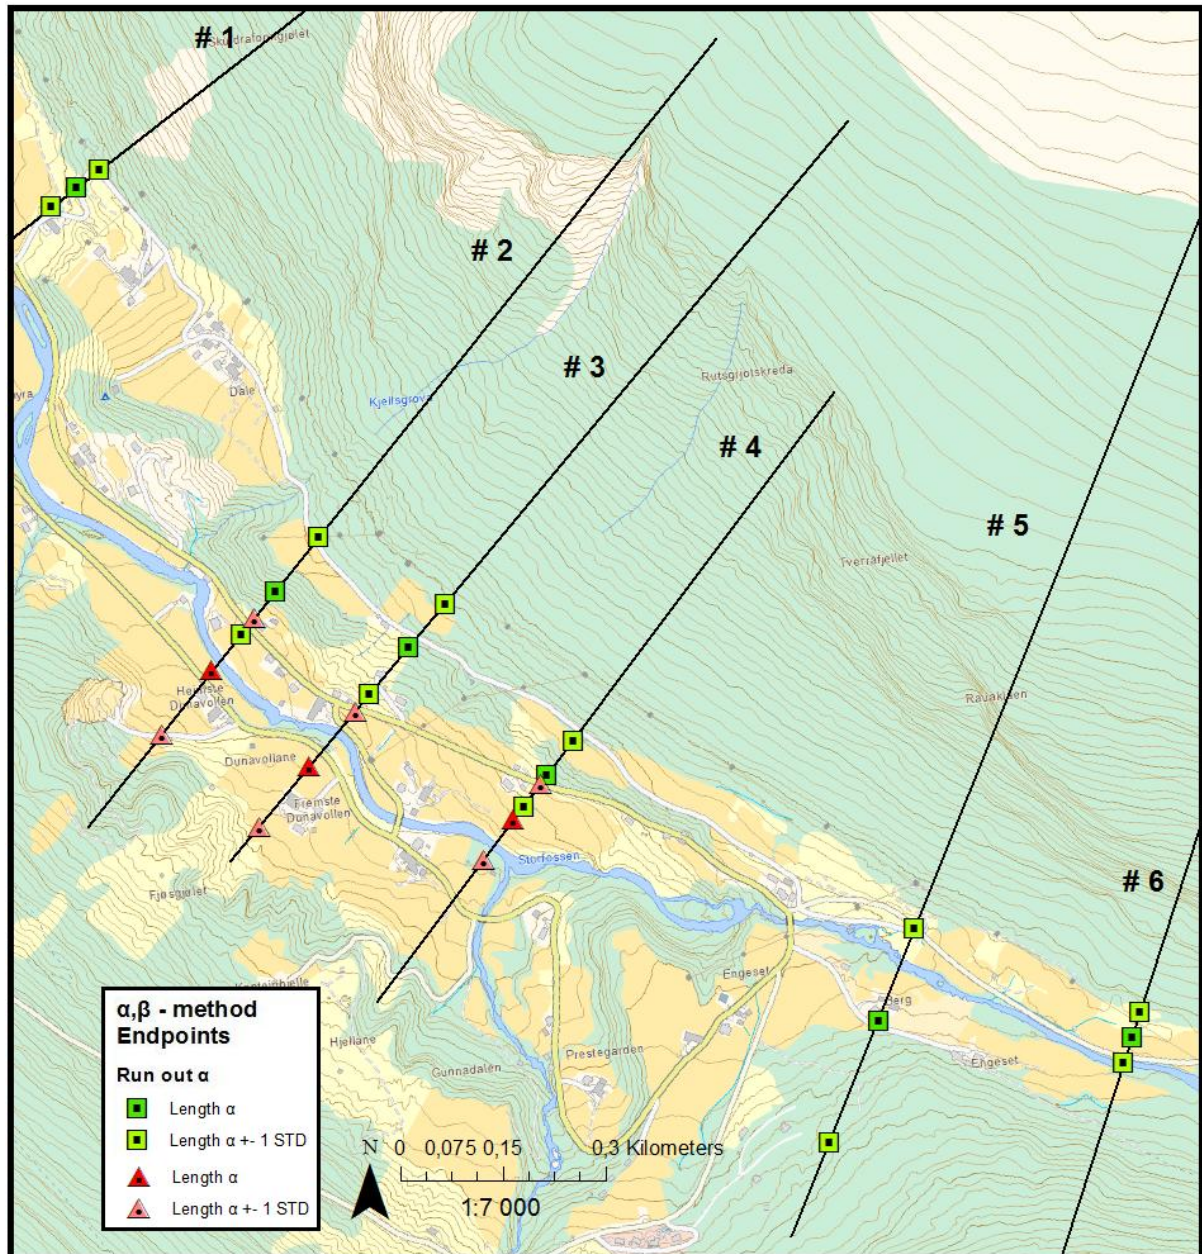 # 1
# 2
Kjellsgrova
# 3
Dale
# 4
# 5
Tverrafjellet
Dunavollen
Dunavollane
Fremste
Dunavollen
Storfossen
# 6
Fjøsgjølet
Engeset
Berg
Engeset
Prestegarden
Hjellane
Gunnadalen
α,β - method
Endpoints
Run out α
Length α
Length α +- 1 STD
Length α
Length α +- 1 STD
N 0 0,075 0,15 0,3 Kilometers
1:7 000